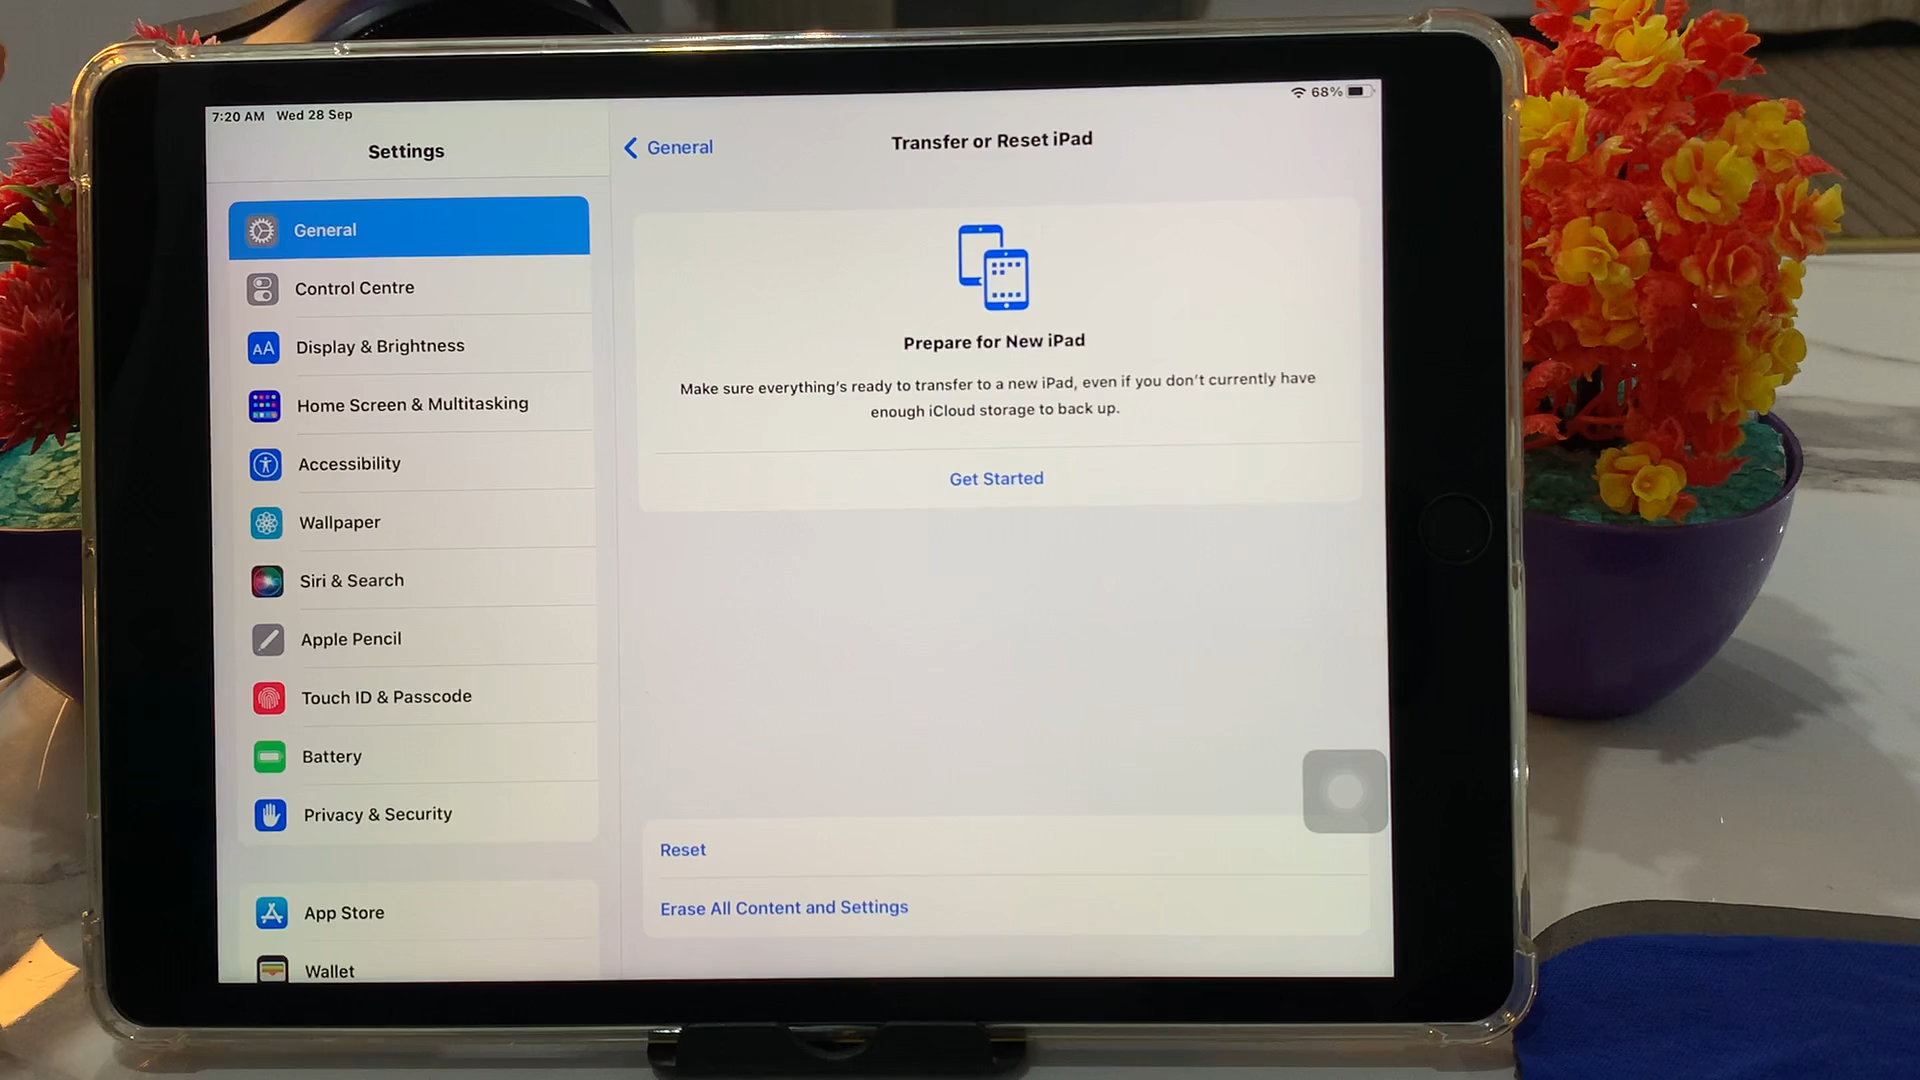 7:20 AM Wed 28 Sep
68%
Settings
General
Control Centre
AA
Display & Brightness
Home Screen & Multitasking
Accessibility
Wallpaper
Siri & Search
Apple Pencil
Touch ID & Passcode
Battery
Privacy & Security
App Store
Wallet
General
Transfer or Reset iPad
Prepare for New iPad
Make sure everything's ready to transfer to a new iPad, even if you don't currently have
enough iCloud storage to back up.
Get Started
Reset
Erase All Content and Settings